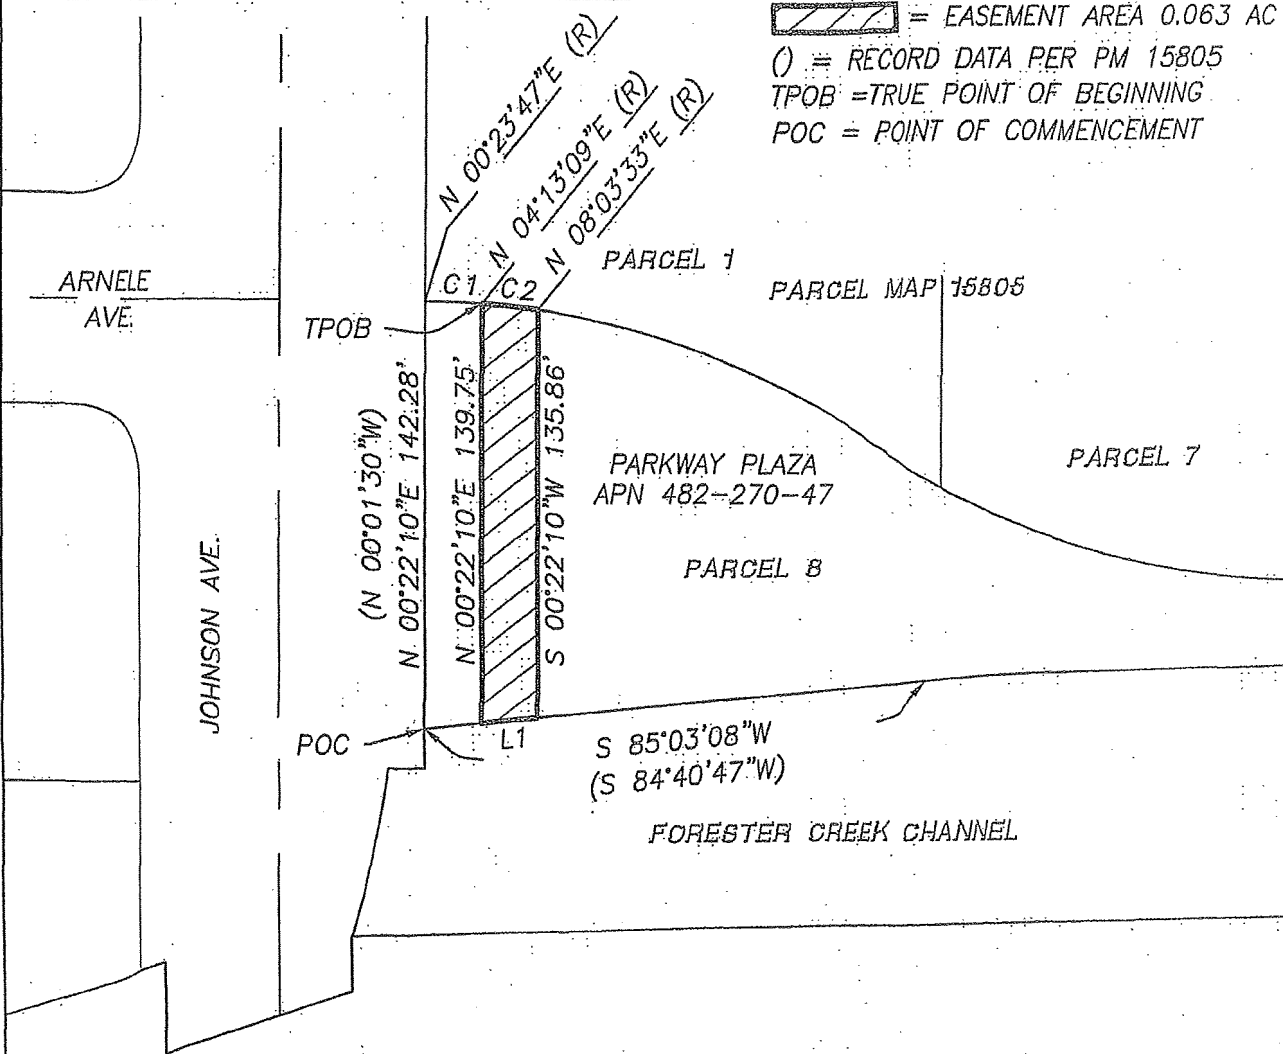 = EASEMENT AREA 0.063 AC
() = RECORD DATA PER PM 15805
TPOB =TRUE POINT OF BEGINNING
POC = POINT OF COMMENCEMENT
N 00°23'47"E (R)
N 04°13'09"E (R)
N 08°03'33"E (R)
PARCEL 1
PARCEL MAP 15805
ARNELE
AVE.
C1
C2
TPOB
(N 00°01'30"W)
N 00°22'10"E 142.28'
N 00°22'10"E 139.75'
S 00°22'10"W 135.86'
PARKWAY PLAZA
APN 482-270-47
PARCEL 7
PARCEL 8
JOHNSON AVE.
POC
L1
S 85°03'08"W
(S 84°40'47"W)
FORESTER CREEK CHANNEL